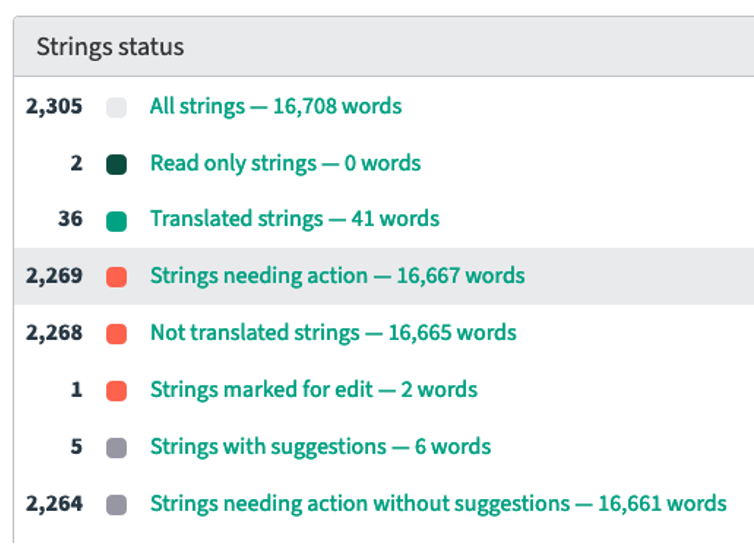 Strings status
2,305 All strings — 16,708 words
2 Read only strings — 0 words
36 Translated strings — 41 words
2,269 Strings needing action — 16,667 words
2,268 Not translated strings — 16,665 words
1 Strings marked for edit — 2 words
5 Strings with suggestions — 6 words
2,264 Strings needing action without suggestions — 16,661 words